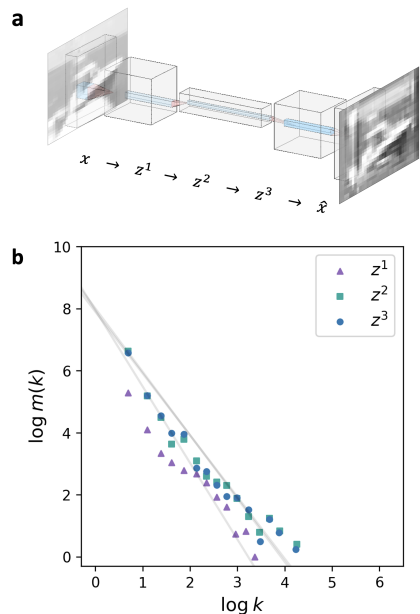 a
x → z¹ → z² → z³ → x̂
b
10
8
6
4
2
0
log m(k)
z¹
z²
z³
0 1 2 3 4 5 6
log k